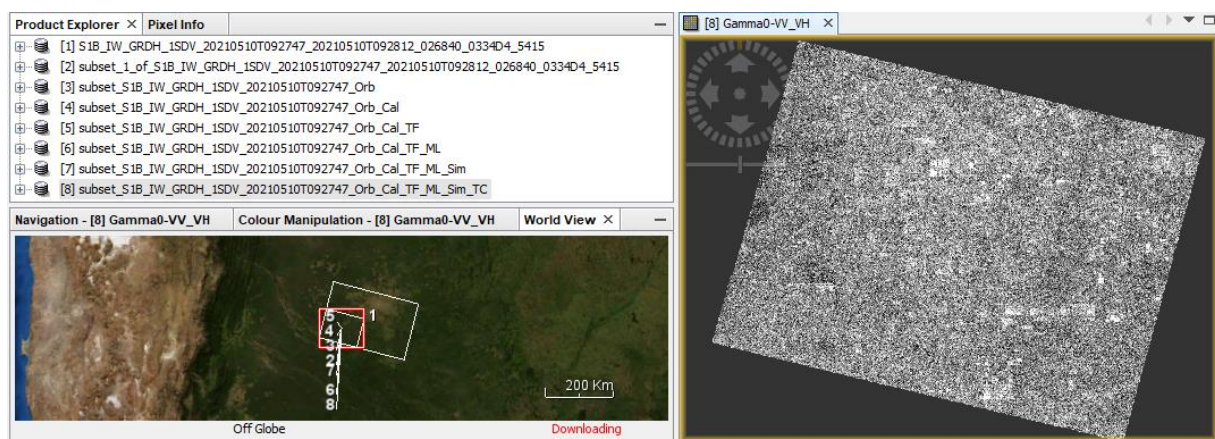 Product Explorer × Pixel Info
[8] Gamma0-VV_VH ×
[1] S1B_IW_GRDH_1SDV_20210510T092747_20210510T092812_026840_0334D4_5415
[2] subset_1_of_S1B_IW_GRDH_1SDV_20210510T092747_20210510T092812_026840_0334D4_5415
[3] subset_S1B_IW_GRDH_1SDV_20210510T092747_Orb
[4] subset_S1B_IW_GRDH_1SDV_20210510T092747_Orb_Cal
[5] subset_S1B_IW_GRDH_1SDV_20210510T092747_Orb_Cal_TF
[6] subset_S1B_IW_GRDH_1SDV_20210510T092747_Orb_Cal_TF_ML
[7] subset_S1B_IW_GRDH_1SDV_20210510T092747_Orb_Cal_TF_ML_Sim
[8] subset_S1B_IW_GRDH_1SDV_20210510T092747_Orb_Cal_TF_ML_Sim_TC
Navigation - [8] Gamma0-VV_VH Colour Manipulation - [8] Gamma0-VV_VH World View ×
5 1
4
3
2
7
6
8
200 Km
Off Globe Downloading